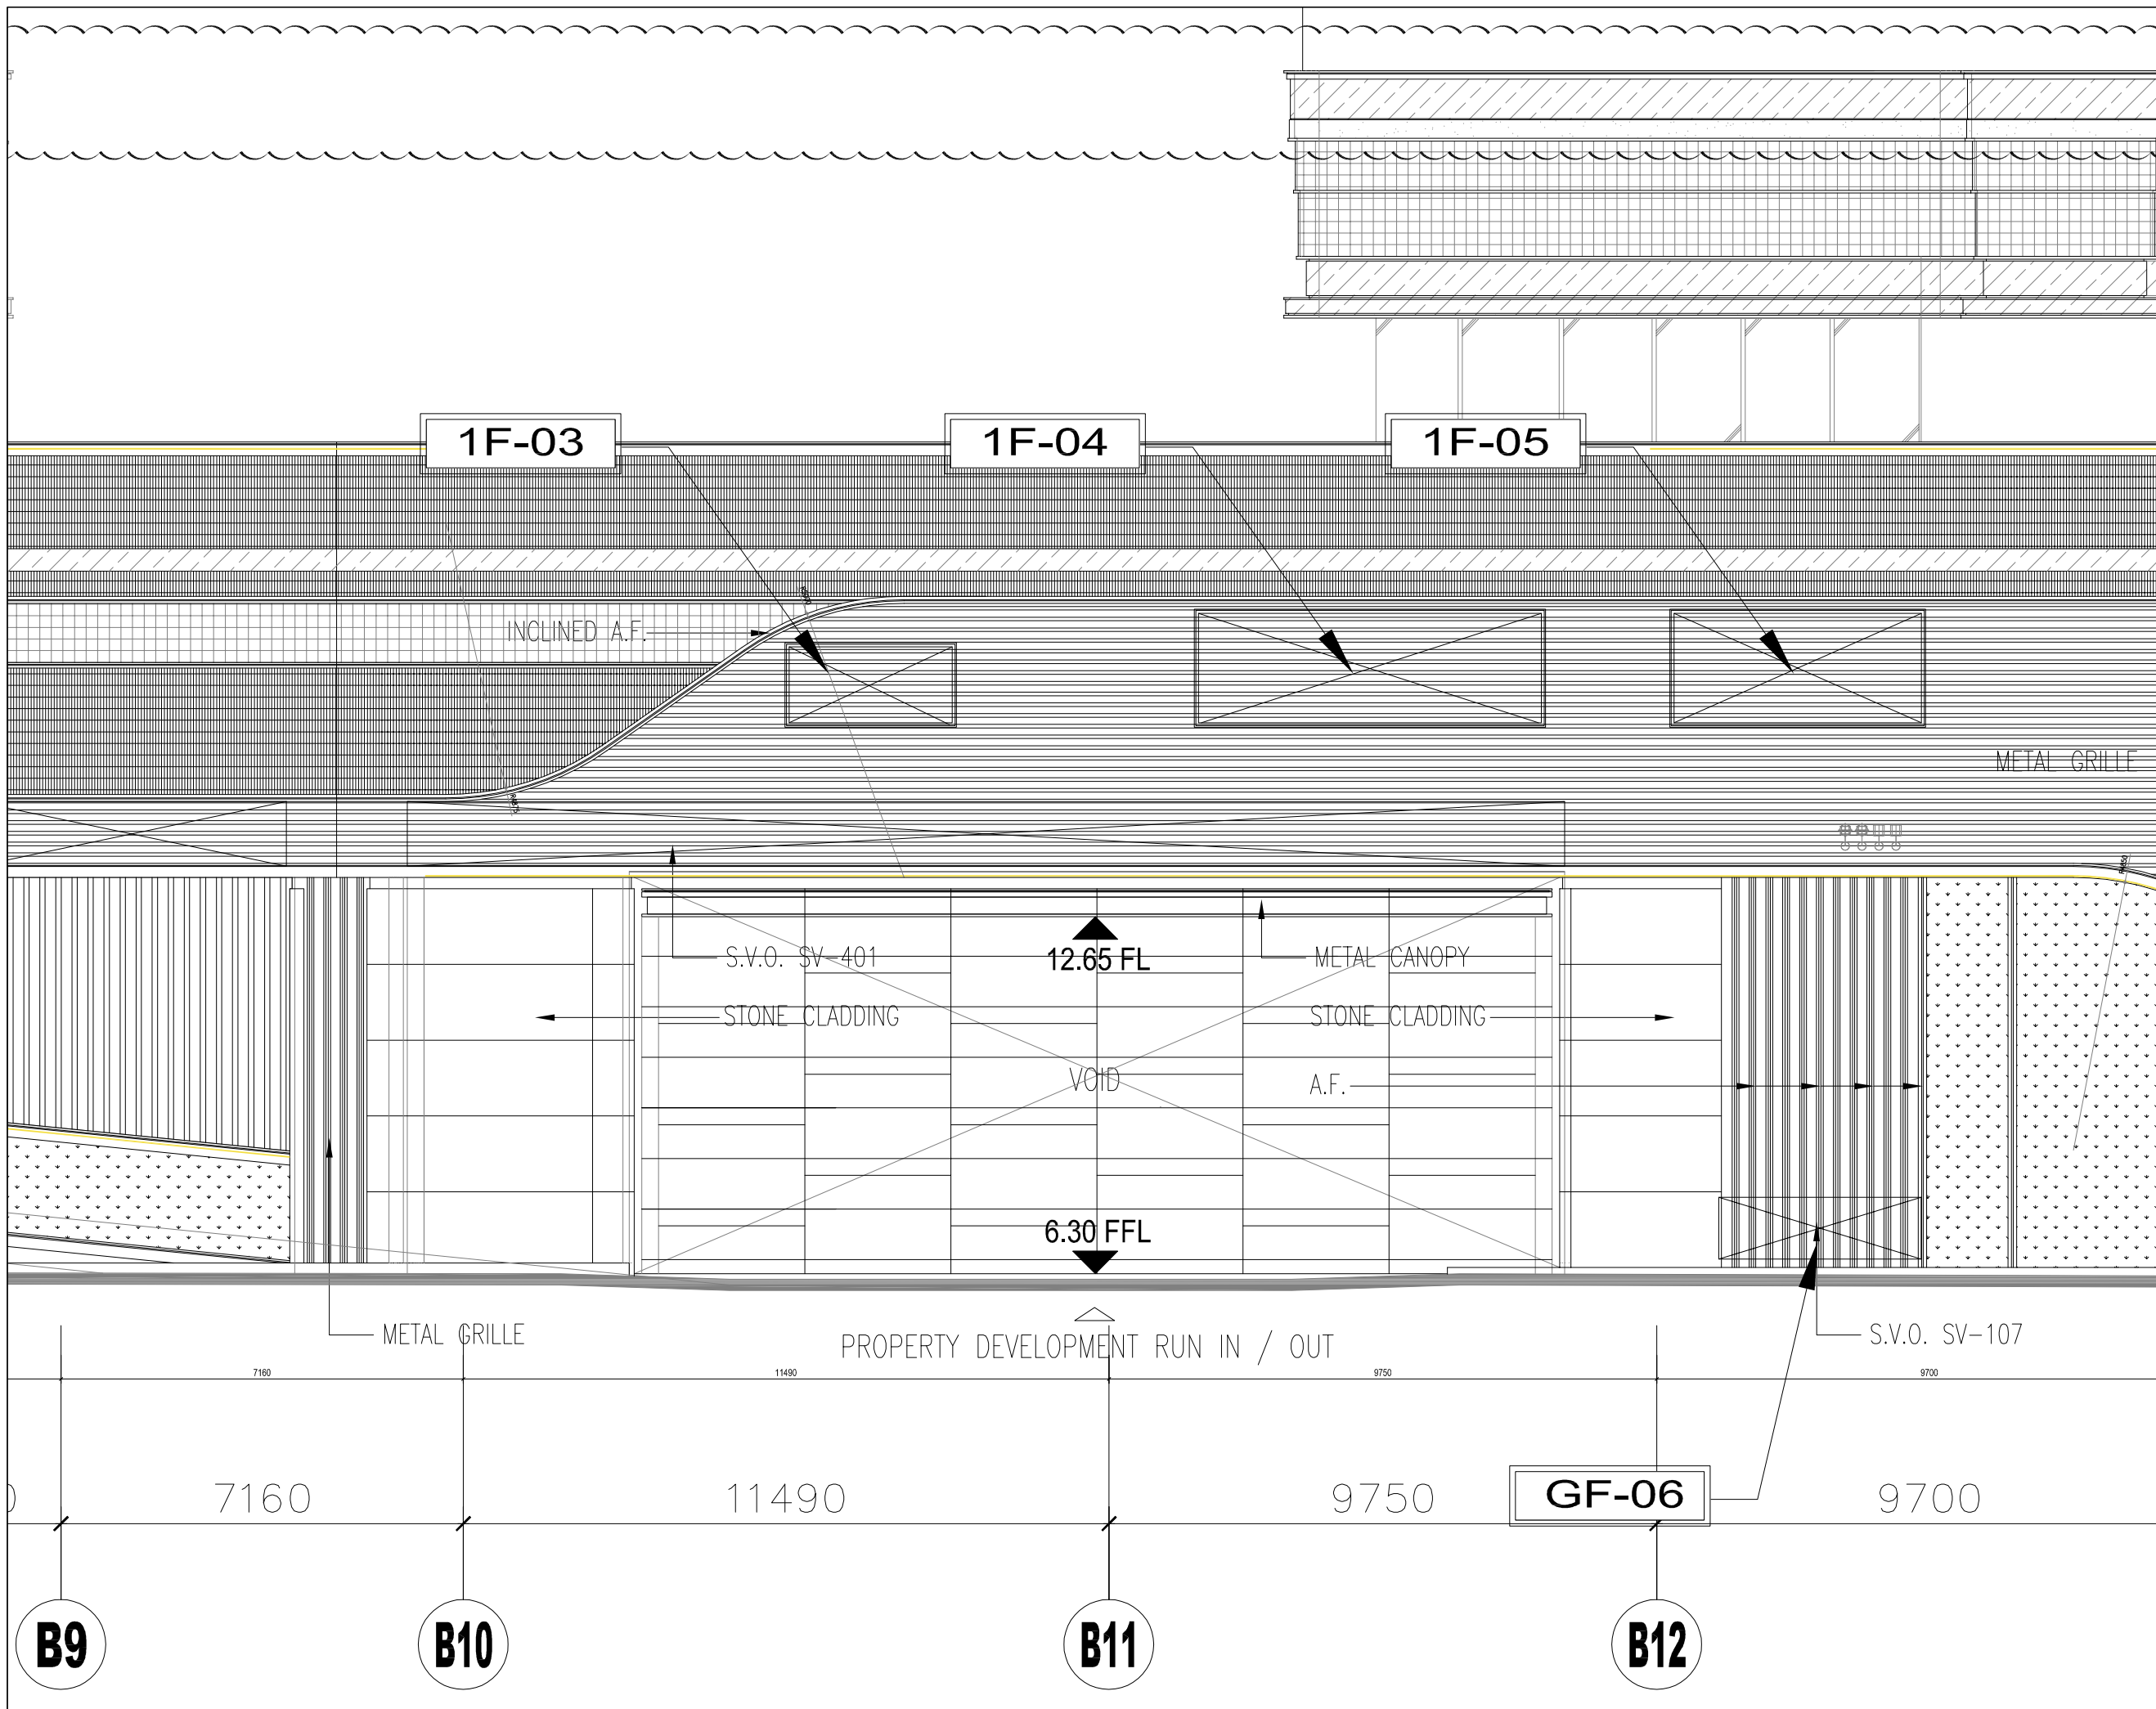 1F-03
1F-04
1F-05
INCLINED A.F.
METAL GRILLE
S.V.O. SV-401
12.65 FL
METAL CANOPY
STONE CLADDING
STONE CLADDING
VOID
A.F.
6.30 FFL
METAL GRILLE
PROPERTY DEVELOPMENT RUN IN / OUT
S.V.O. SV-107
7160
11490
9750
9700
GF-06
7160
11490
9750
9700
B9
B10
B11
B12